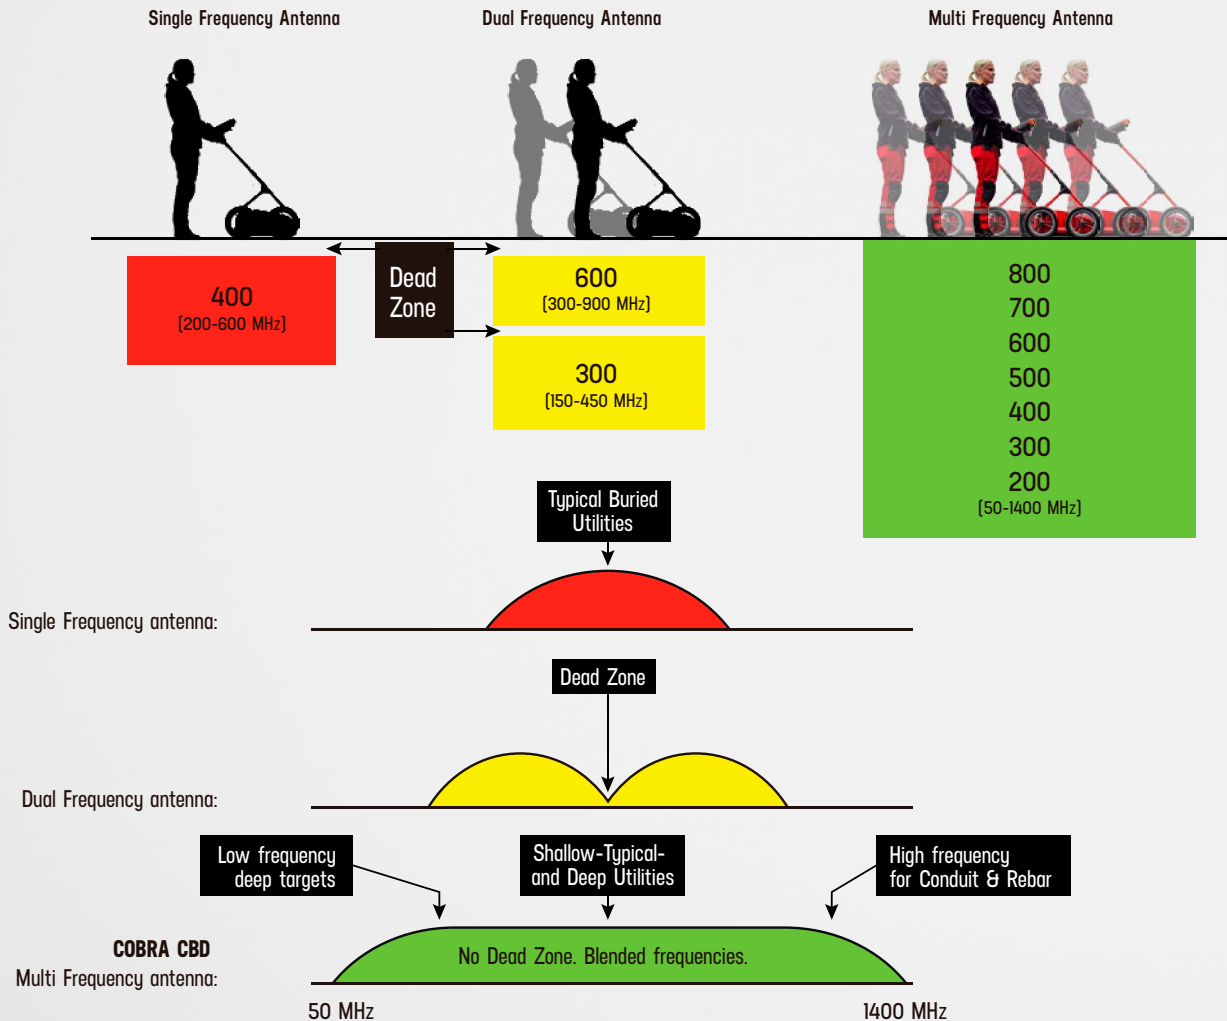 Single Frequency Antenna
Dual Frequency Antenna
Multi Frequency Antenna
Dead
Zone
400
(200-600 MHz)
600
(300-900 MHz)
300
(150-450 MHz)
800
700
600
500
400
300
200
(50-1400 MHz)
Typical Buried
Utilities
Single Frequency antenna:
Dead Zone
Dual Frequency antenna:
Low frequency
deep targets
Shallow-Typical-
and Deep Utilities
High frequency
for Conduit & Rebar
COBRA CBD
Multi Frequency antenna:
No Dead Zone. Blended frequencies.
50 MHz
1400 MHz